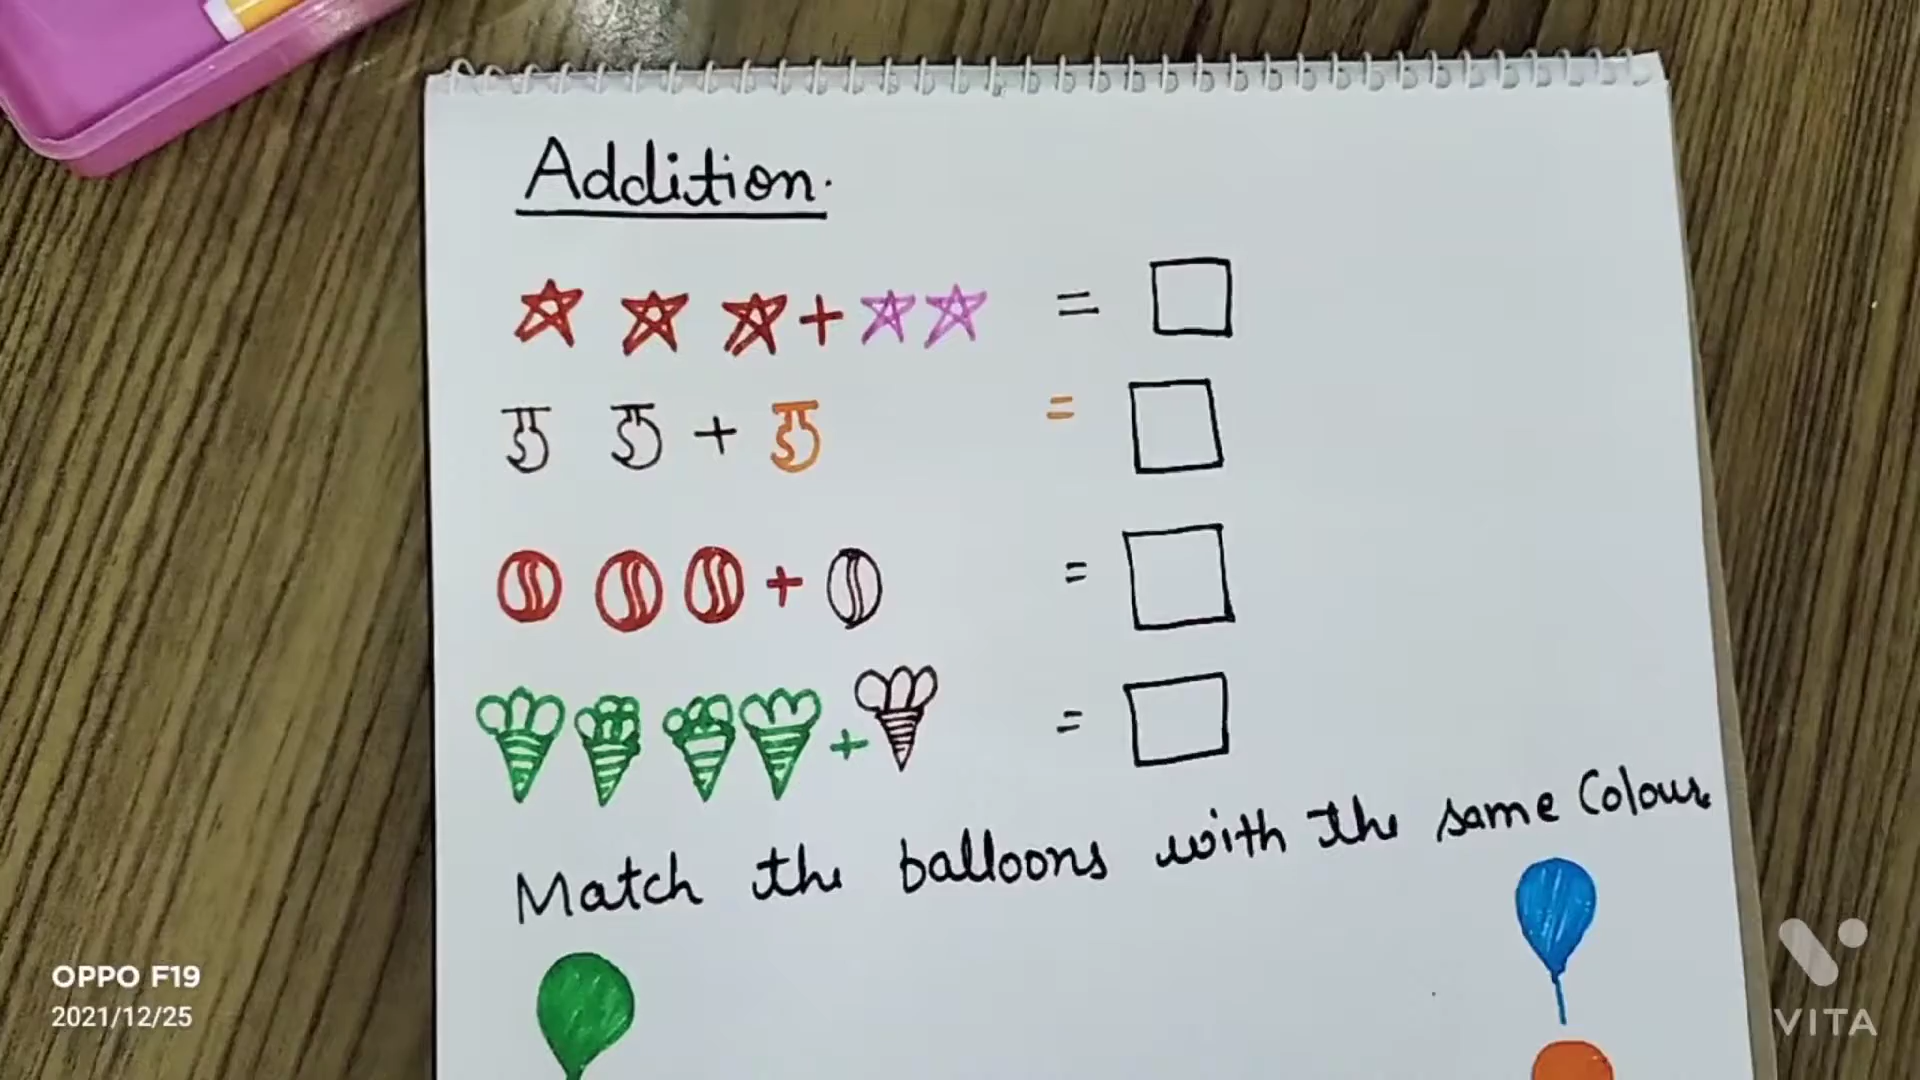 Addition.
+ =
+ =
+ =
+ =
Match the balloons with the same Colour.
OPPO F19
2021/12/25
VITA